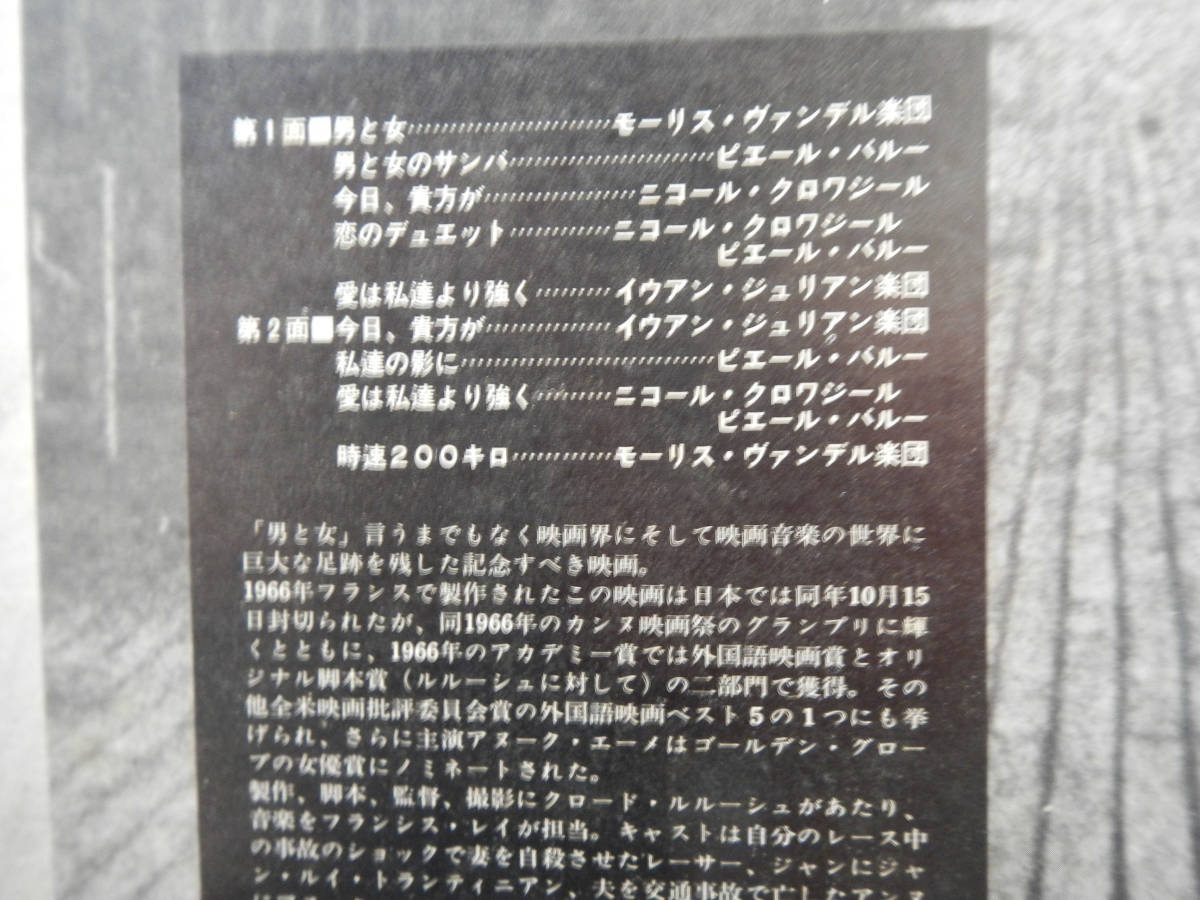 第1面■男と女……………………モーリス・ヴァンデル楽団
男と女のサンバ……………………ピエール・バルー
今日、貴方が………………ニコール・クロワジール
恋のデュエット…………ニコール・クロワジール
ピエール・バルー
愛は私達より強く………イウアン・ジュリアン楽団
第2面■今日、貴方が……………イウアン・ジュリアン楽団
私達の影に…………………………ピエール・バルー
愛は私達より強く………ニコール・クロワジール
ピエール・バルー
時速200キロ…………モーリス・ヴァンデル楽団
「男と女」言うまでもなく映画界にそして映画音楽の世界に
巨大な足跡を残した記念すべき映画。
1966年フランスで製作されたこの映画は日本では同年10月15
日封切られたが、同1966年のカンヌ映画祭のグランプリに輝
くとともに、1966年のアカデミー賞では外国語映画賞とオリ
ジナル脚本賞（ルルーシュに対して）の二部門で獲得。その
他全米映画批評委員会賞の外国語映画ベスト5の1つにも挙
げられ、さらに主演アヌーク・エーメはゴールデン・グロー
ブの女優賞にノミネートされた。
製作、脚本、監督、撮影にクロード・ルルーシュがあたり、
音楽をフランシス・レイが担当。キャストは自分のレース中
の事故のショックで妻を自殺させたレーサー、ジャンにジャ
ン・ルイ・トランティニアン、夫を交通事故で亡したアンヌ